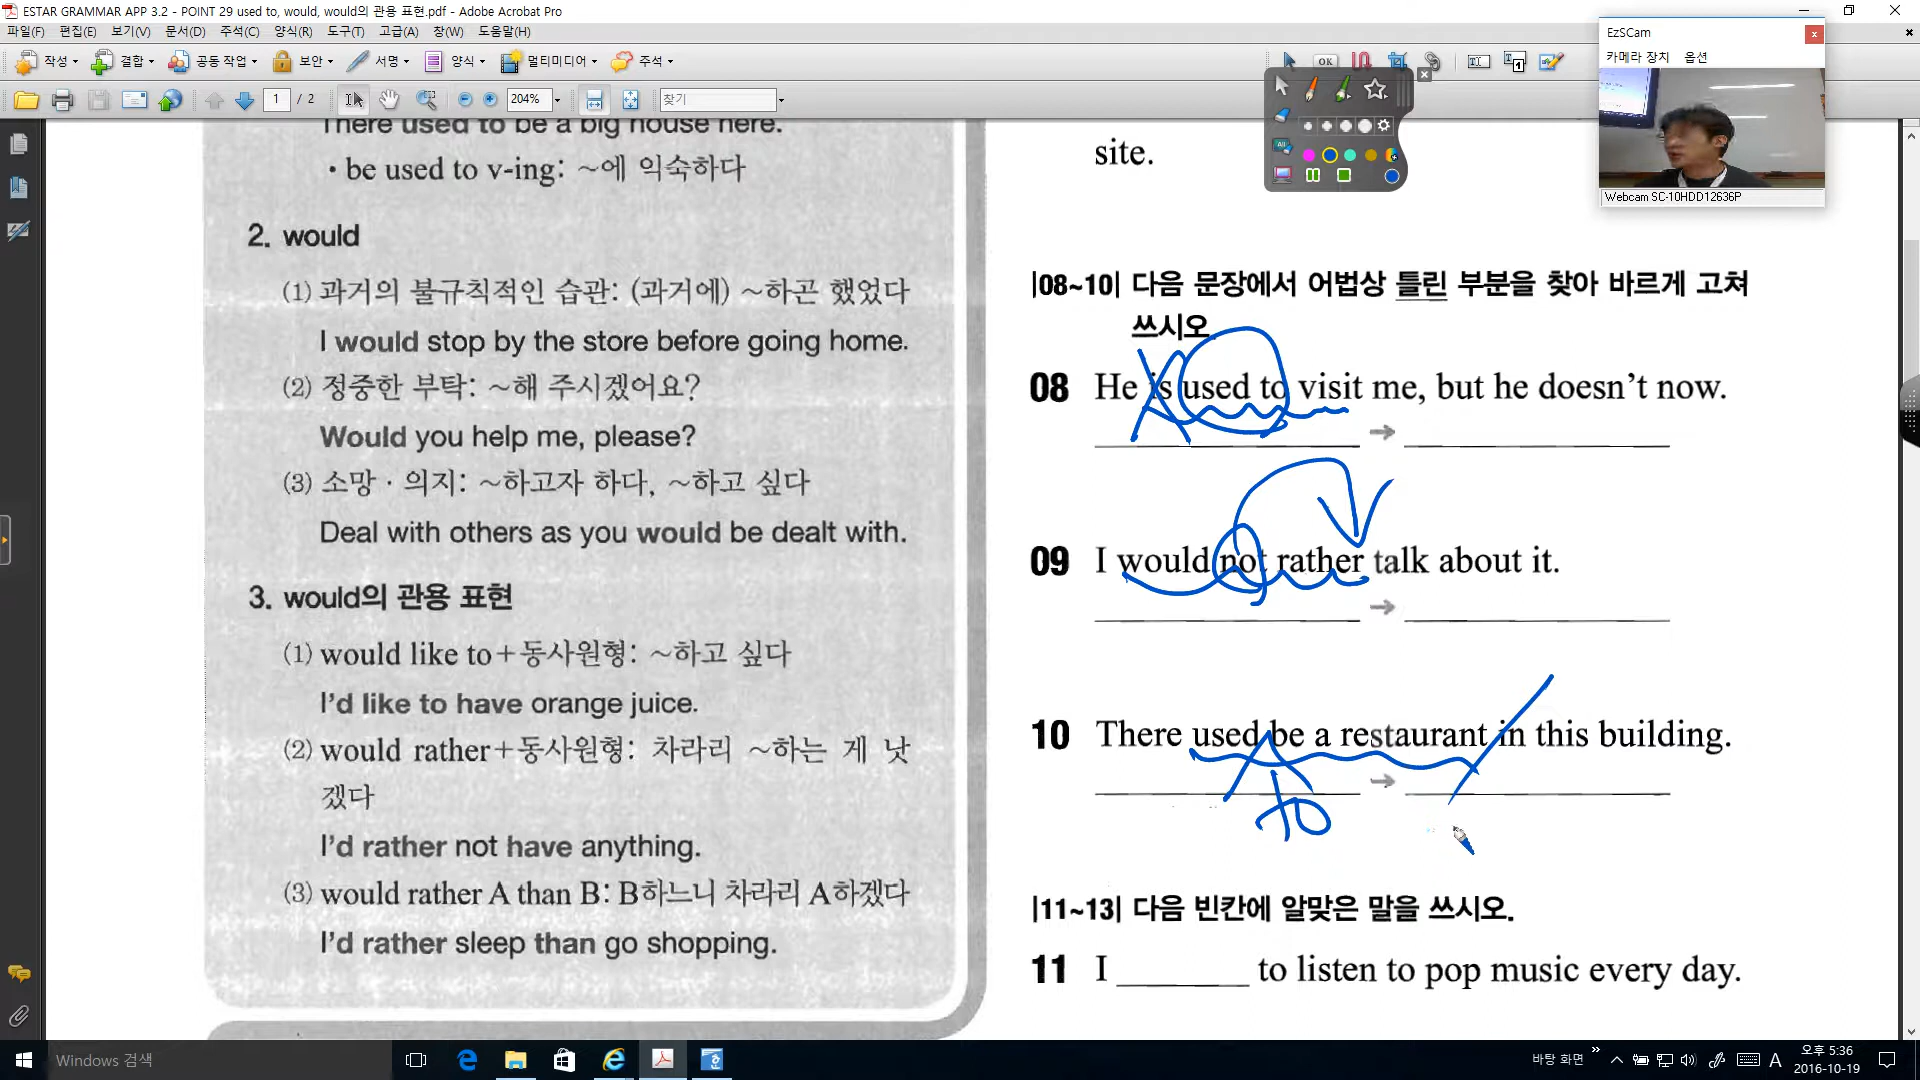 ESTAR GRAMMAR APP 3.2 - POINT 29 used to, would, would의 관용 표현.pdf - Adobe Acrobat Pro
파일(F) 편집(E) 보기(V) 문서(D) 주석(C) 양식(R) 도구(T) 고급(A) 창(W) 도움말(H)
작성 결합 공동 작업 보안 서명 양식 멀티미디어 주석
OK
1 / 2 204% 찾기
EzSCam
카메라 장치 옵션
Webcam SC-10HDD12636P
There used to be a big house here.
• be used to v-ing: ~에 익숙하다
2. would
(1) 과거의 불규칙적인 습관: (과거에) ~하곤 했었다
I would stop by the store before going home.
(2) 정중한 부탁: ~해 주시겠어요?
Would you help me, please?
(3) 소망 · 의지: ~하고자 하다, ~하고 싶다
Deal with others as you would be dealt with.
3. would의 관용 표현
(1) would like to+동사원형: ~하고 싶다
I'd like to have orange juice.
(2) would rather+동사원형: 차라리 ~하는 게 낫
겠다
I'd rather not have anything.
(3) would rather A than B: B하느니 차라리 A하겠다
I'd rather sleep than go shopping.
site.
|08~10| 다음 문장에서 어법상 틀린 부분을 찾아 바르게 고쳐
쓰시오.
08 He is used to visit me, but he doesn't now.
→
09 I would not rather talk about it.
→
10 There used be a restaurant in this building.
→
to
|11~13| 다음 빈칸에 알맞은 말을 쓰시오.
11 I ________ to listen to pop music every day.
Windows 검색
바탕 화면
A
오후 5:36
2016-10-19